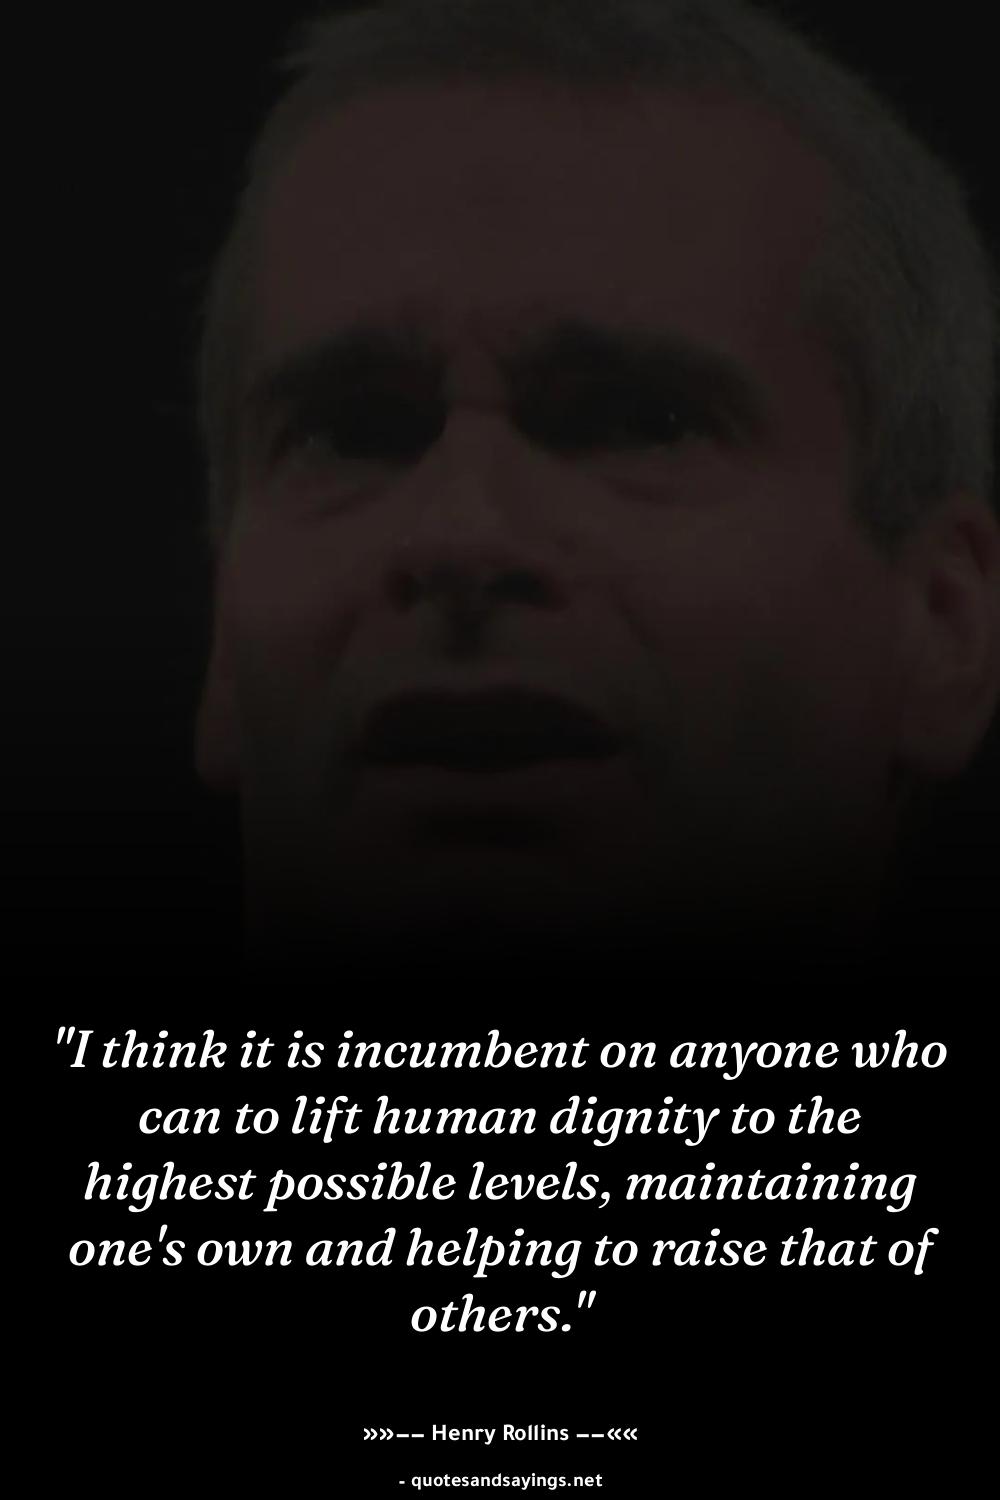 "I think it is incumbent on anyone who
can to lift human dignity to the
highest possible levels, maintaining
one's own and helping to raise that of
others."
»»−− Henry Rollins −−««
- quotesandsayings.net